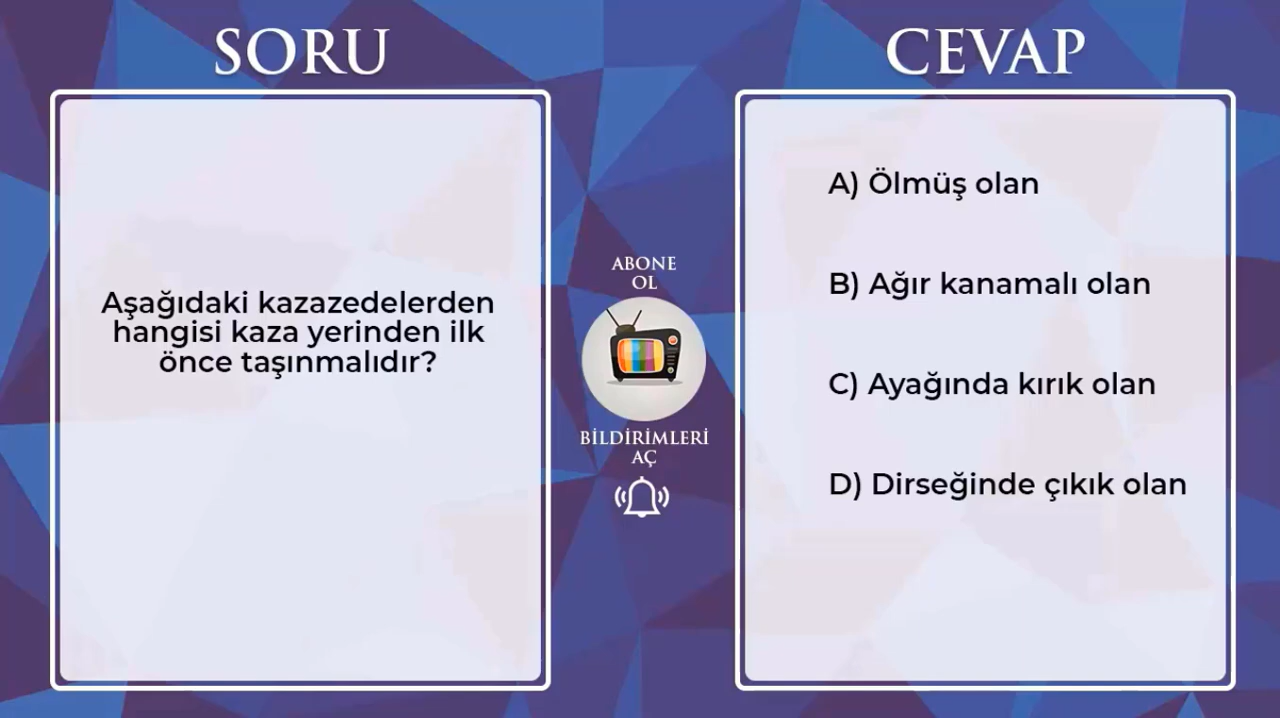 SORU
Aşağıdaki kazazedelerden
hangisi kaza yerinden ilk
önce taşınmalıdır?
ABONE
OL
BİLDİRİMLERİ
AÇ
CEVAP
A) Ölmüş olan
B) Ağır kanamalı olan
C) Ayağında kırık olan
D) Dirseğinde çıkık olan